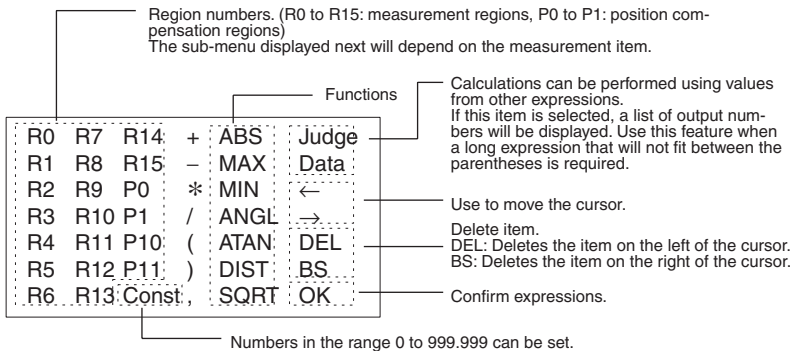 Region numbers. (R0 to R15: measurement regions, P0 to P1: position com-
pensation regions)
The sub-menu displayed next will depend on the measurement item.
Functions
Calculations can be performed using values
from other expressions.
If this item is selected, a list of output num-
bers will be displayed. Use this feature when
a long expression that will not fit between the
parentheses is required.
R0 R7 R14 + ABS Judge
R1 R8 R15 − MAX Data
R2 R9 P0 * MIN ←
R3 R10 P1 / ANGL →
R4 R11 P10 ( ATAN DEL
R5 R12 P11 ) DIST BS
R6 R13 Const , SQRT OK
Use to move the cursor.
Delete item.
DEL: Deletes the item on the left of the cursor.
BS: Deletes the item on the right of the cursor.
Confirm expressions.
Numbers in the range 0 to 999.999 can be set.